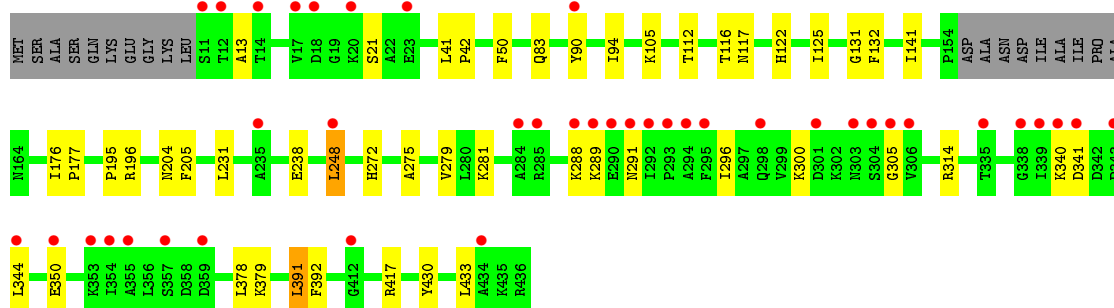 MET SER ALA SER GLN LYS GLU GLY LYS LEU S11 T12 A13 T14 V17 D18 G19 K20 S21 A22 E23 L41 P42 F50 Q83 Y90 I94 K105 T112 T116 N117 H122 I125 G131 F132 I141 P154 ASP ALA ASN ASP ILE ALA ILE PRO ALA
N164 I176 P177 P195 R196 N204 F205 L231 A235 E238 L248 H272 A275 V279 L280 K281 A284 R285 K288 K289 E290 N291 I292 P293 A294 F295 I296 A297 Q298 V299 K300 D301 K302 N303 S304 G305 V306 R314 T335 G338 I339 K340 D341 D342
L344 E350 K353 I354 A355 L356 S357 D358 D359 L378 K379 L391 F392 G412 R417 Y430 L433 A434 K435 R436